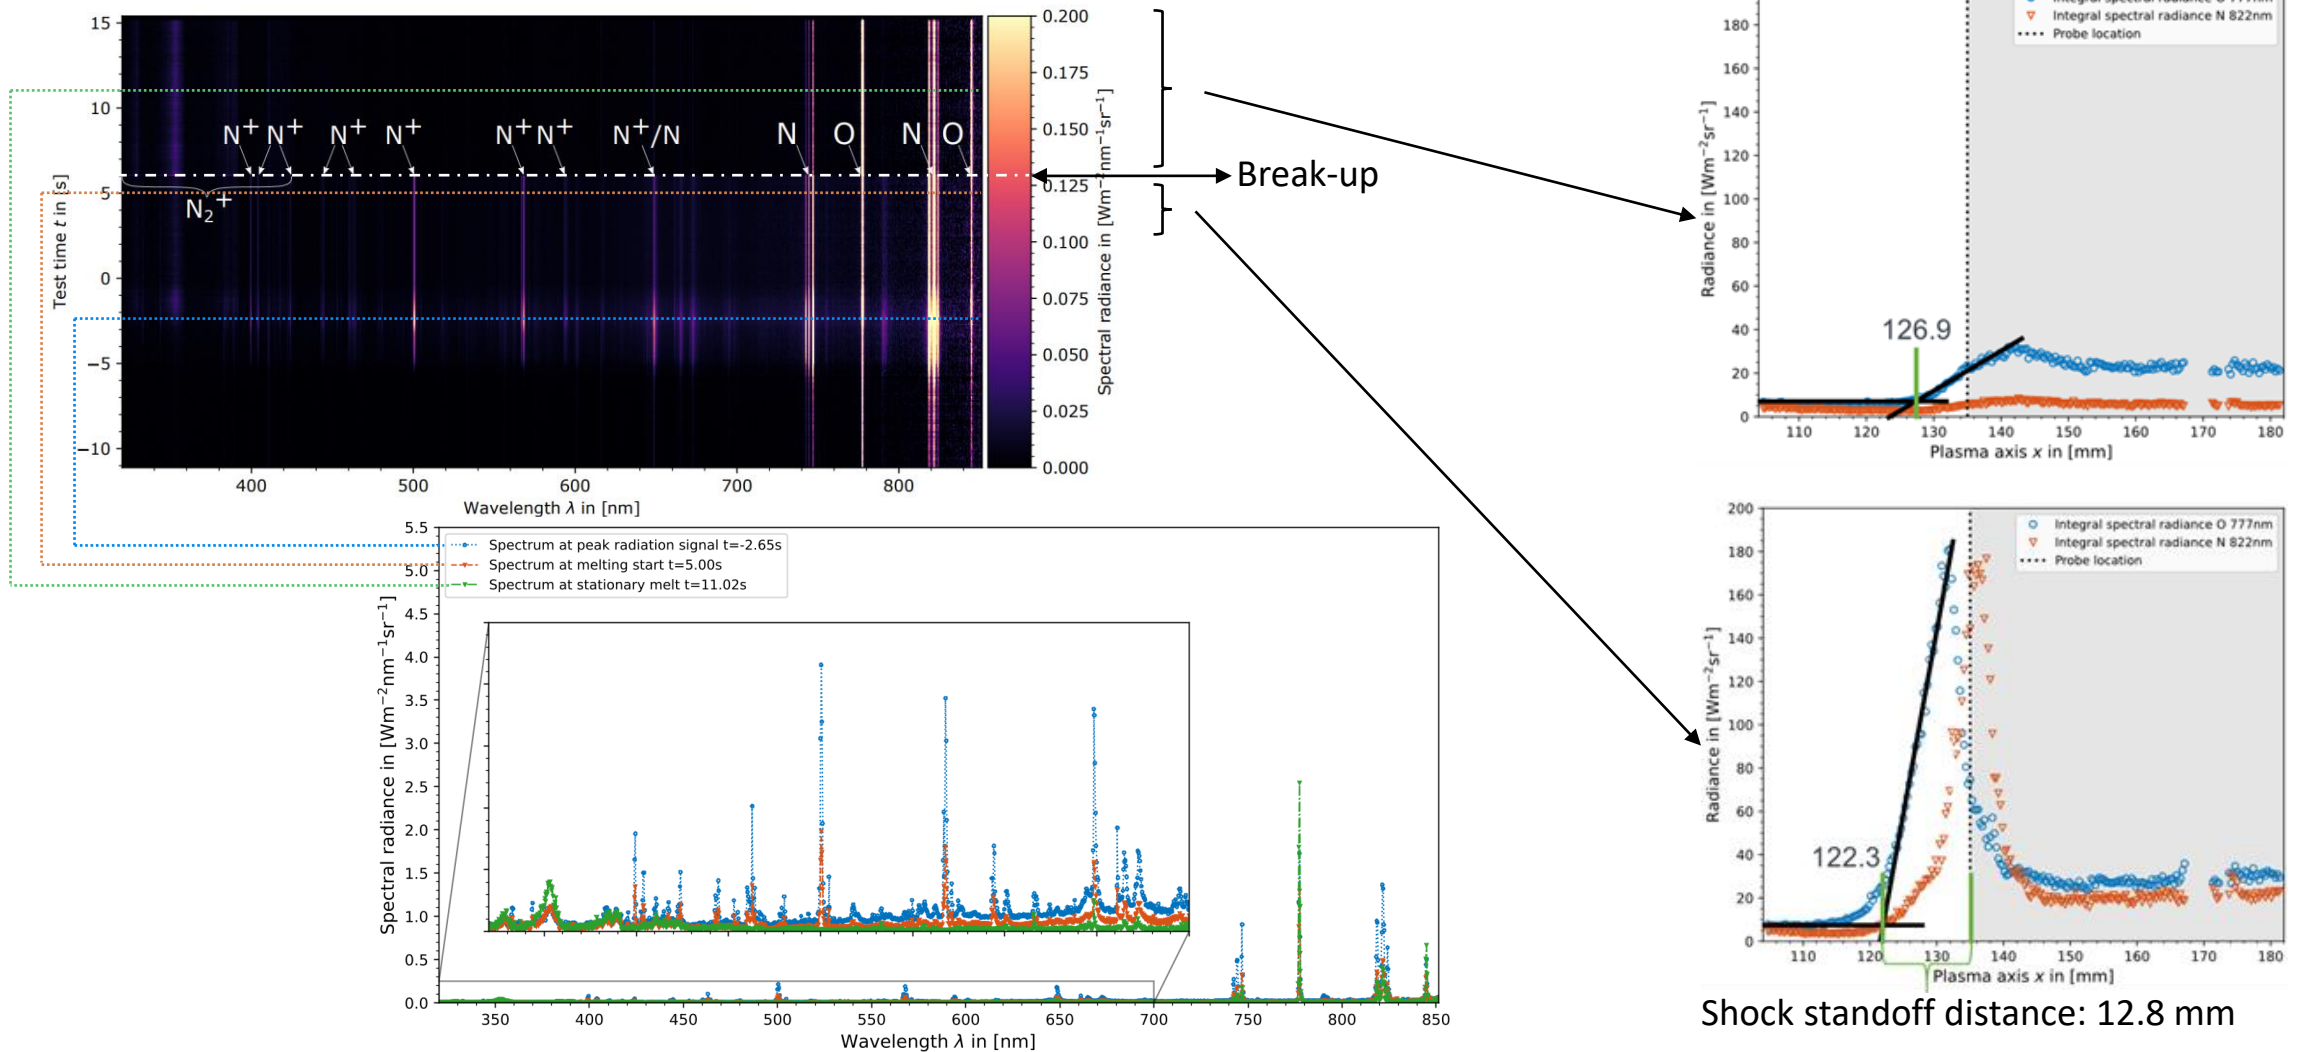 15
10
5
0
−5
−10
Test time t in [s]
400
500
600
700
800
Wavelength λ in [nm]
N⁺ N⁺ N⁺ N⁺ N⁺ N⁺ N⁺/N N O N O
N₂⁺
0.200
0.175
0.150
0.125
0.100
0.075
0.050
0.025
0.000
Spectral radiance in [Wm⁻²nm⁻¹sr⁻¹]
Break-up
Integral spectral radiance O 777nm
Integral spectral radiance N 822nm
Probe location
180
160
140
120
100
80
60
40
20
0
Radiance in [Wm⁻²sr⁻¹]
126.9
110 120 130 140 150 160 170 180
Plasma axis x in [mm]
5.5
5.0
4.5
4.0
3.5
3.0
2.5
2.0
1.5
1.0
0.5
0.0
Spectral radiance in [Wm⁻²nm⁻¹sr⁻¹]
Spectrum at peak radiation signal t=-2.65s
Spectrum at melting start t=5.00s
Spectrum at stationary melt t=11.02s
350 400 450 500 550 600 650 700 750 800 850
Wavelength λ in [nm]
200
180
160
140
120
100
80
60
40
20
0
Radiance in [Wm⁻²sr⁻¹]
Integral spectral radiance O 777nm
Integral spectral radiance N 822nm
Probe location
122.3
110 120 130 140 150 160 170 180
Plasma axis x in [mm]
Shock standoff distance: 12.8 mm